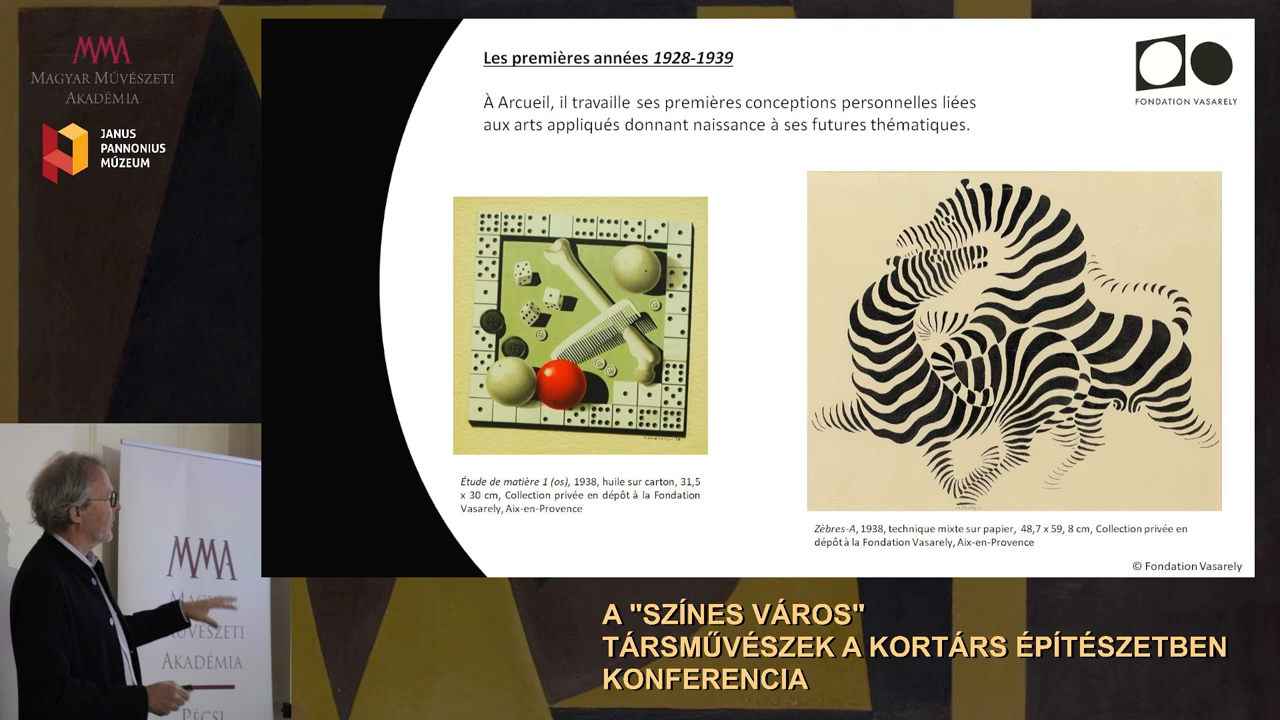 MMA
MAGYAR MŰVÉSZETI
AKADÉMIA
JANUS
PANNONIUS
MÚZEUM
Les premières années 1928-1939
À Arcueil, il travaille ses premières conceptions personnelles liées
aux arts appliqués donnant naissance à ses futures thématiques.
FONDATION VASARELY
Étude de matière 1 (os), 1938, huile sur carton, 31,5
x 30 cm, Collection privée en dépôt à la Fondation
Vasarely, Aix-en-Provence
Zèbres-A, 1938, technique mixte sur papier, 48,7 x 59, 8 cm, Collection privée en
dépôt à la Fondation Vasarely, Aix-en-Provence
© Fondation Vasarely
MMA
MAGYAR
MŰVÉSZETI
AKADÉMIA
PÉCSI
A "SZÍNES VÁROS"
TÁRSMŰVÉSZEK A KORTÁRS ÉPÍTÉSZETBEN
KONFERENCIA